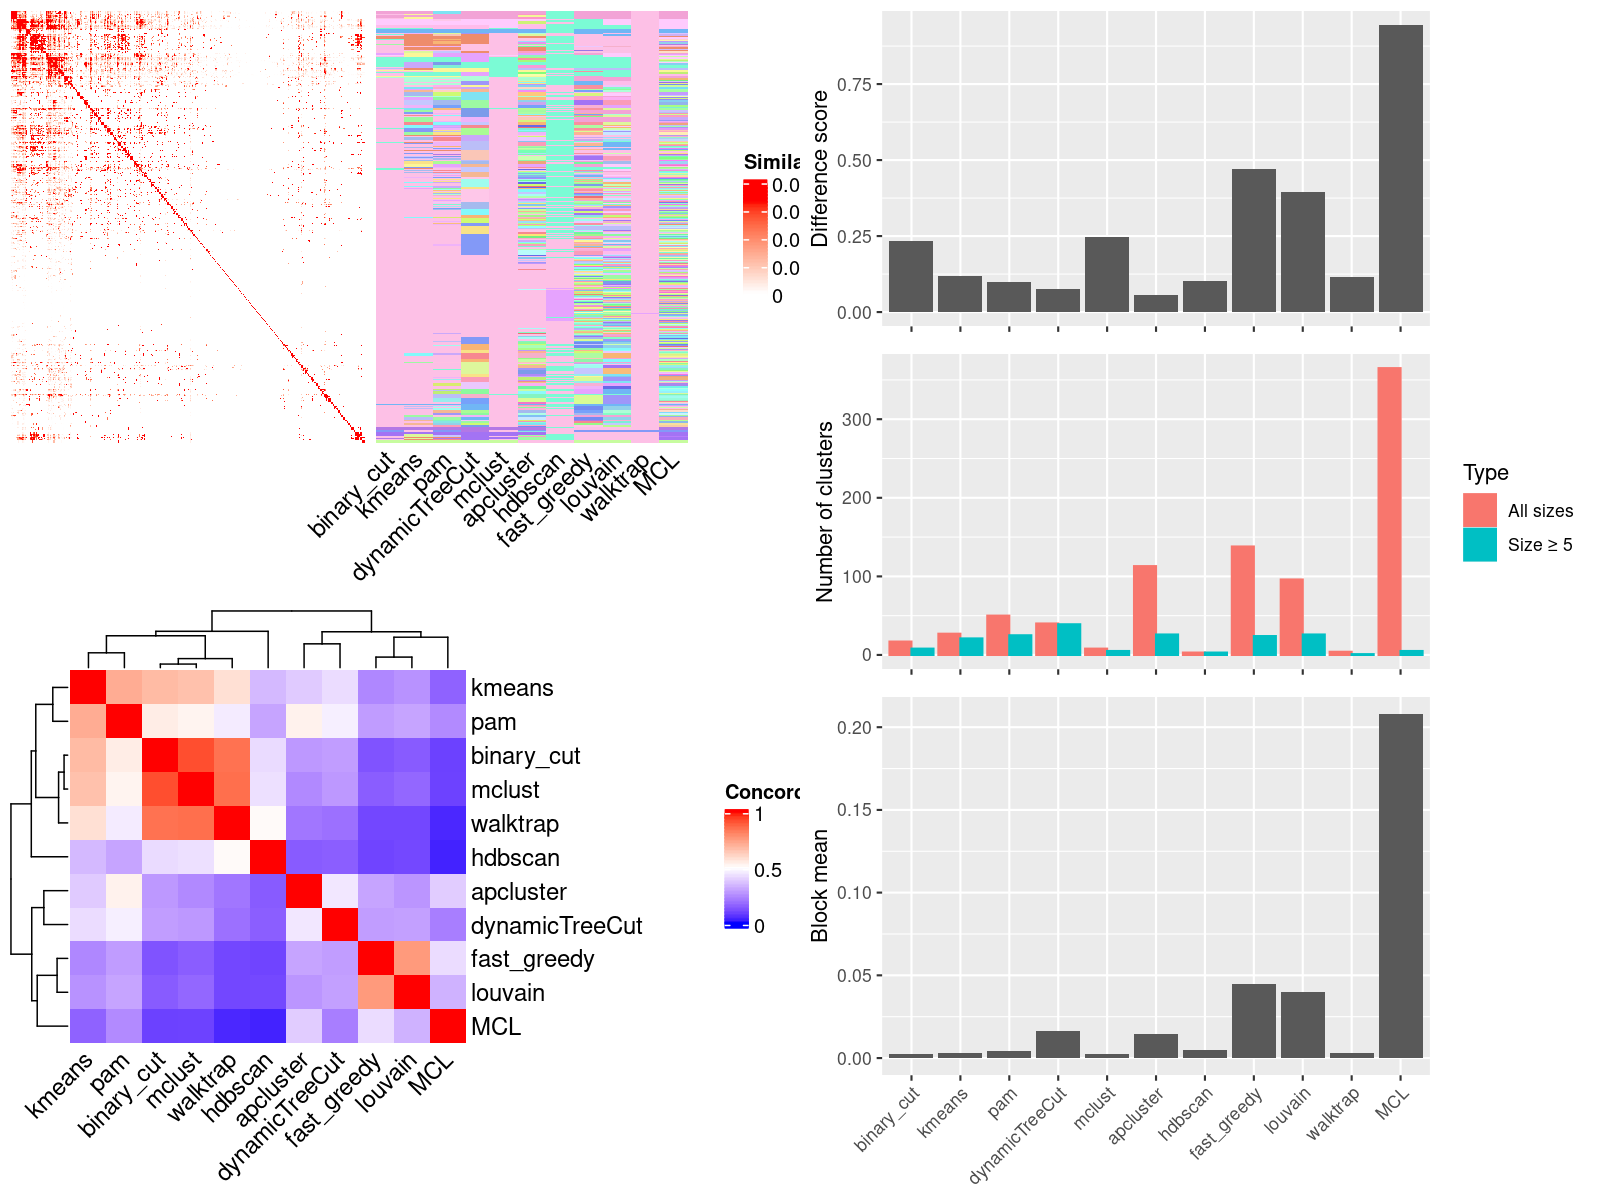 Simila
0.0
0.0
0.0
0.0
0
binary_cut
kmeans
pam
dynamicTreeCut
mclust
apcluster
hdbscan
fast_greedy
louvain
walktrap
MCL
kmeans
pam
binary_cut
mclust
walktrap
hdbscan
apcluster
dynamicTreeCut
fast_greedy
louvain
MCL
kmeans
pam
binary_cut
mclust
walktrap
hdbscan
apcluster
dynamicTreeCut
fast_greedy
louvain
MCL
Concord
1
0.5
0
Difference score
0.75
0.50
0.25
0.00
Number of clusters
300
200
100
0
Type
All sizes
Size ≥ 5
Block mean
0.20
0.15
0.10
0.05
0.00
binary_cut
kmeans
pam
dynamicTreeCut
mclust
apcluster
hdbscan
fast_greedy
louvain
walktrap
MCL